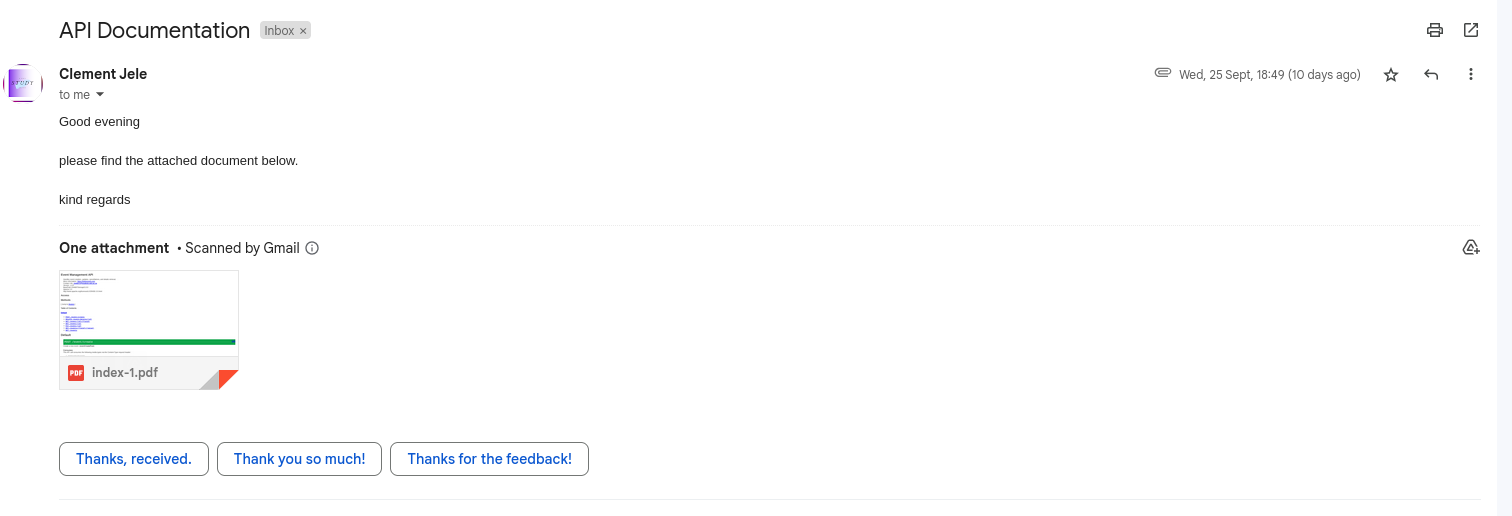 API Documentation Inbox ×
STUDY
Clement Jele
Wed, 25 Sept, 18:49 (10 days ago)
to me
Good evening
please find the attached document below.
kind regards
One attachment • Scanned by Gmail
Event Management API
PDF index-1.pdf
Thanks, received. Thank you so much! Thanks for the feedback!